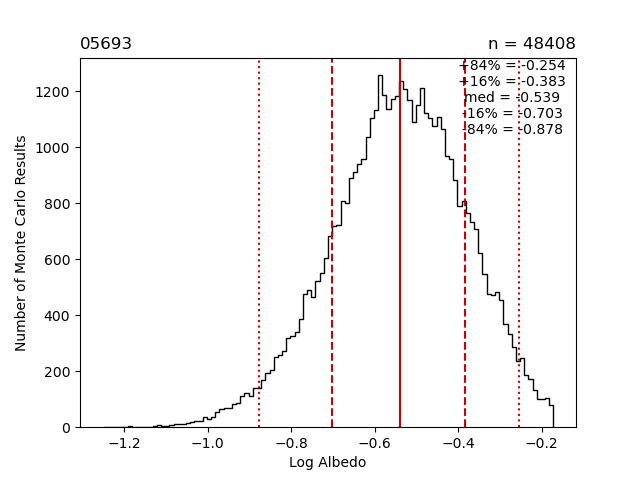 05693
n = 48408
+84% = -0.254
+16% = -0.383
med = -0.539
-16% = -0.703
-84% = -0.878
Number of Monte Carlo Results
1200
1000
800
600
400
200
0
−1.2
−1.0
−0.8
−0.6
−0.4
−0.2
Log Albedo